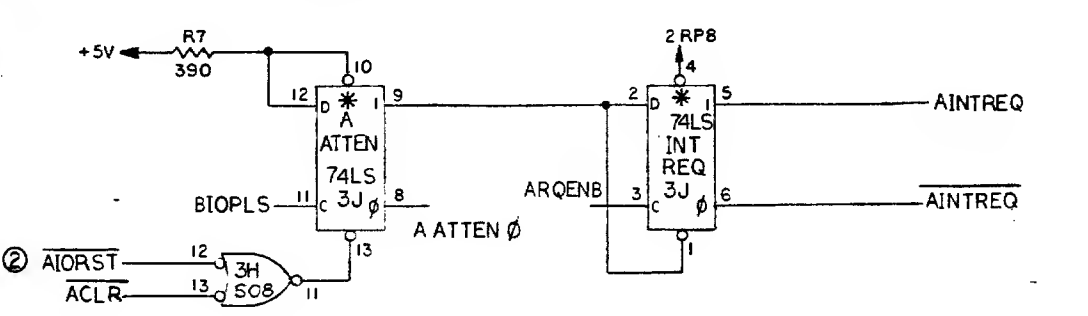 R7
+5V
390
2 RP8
10
4
12 D * 1 9
2 D * 1 5
AINTREQ
A
ATTEN
74LS
INT
REQ
74LS
3J
3J
BIOPLS
11 C Ø 8
A ATTEN Ø
ARQENB
3 C Ø 6
AINTREQ
13
1
② AIORST
12
3H
S08
11
ACLR
13